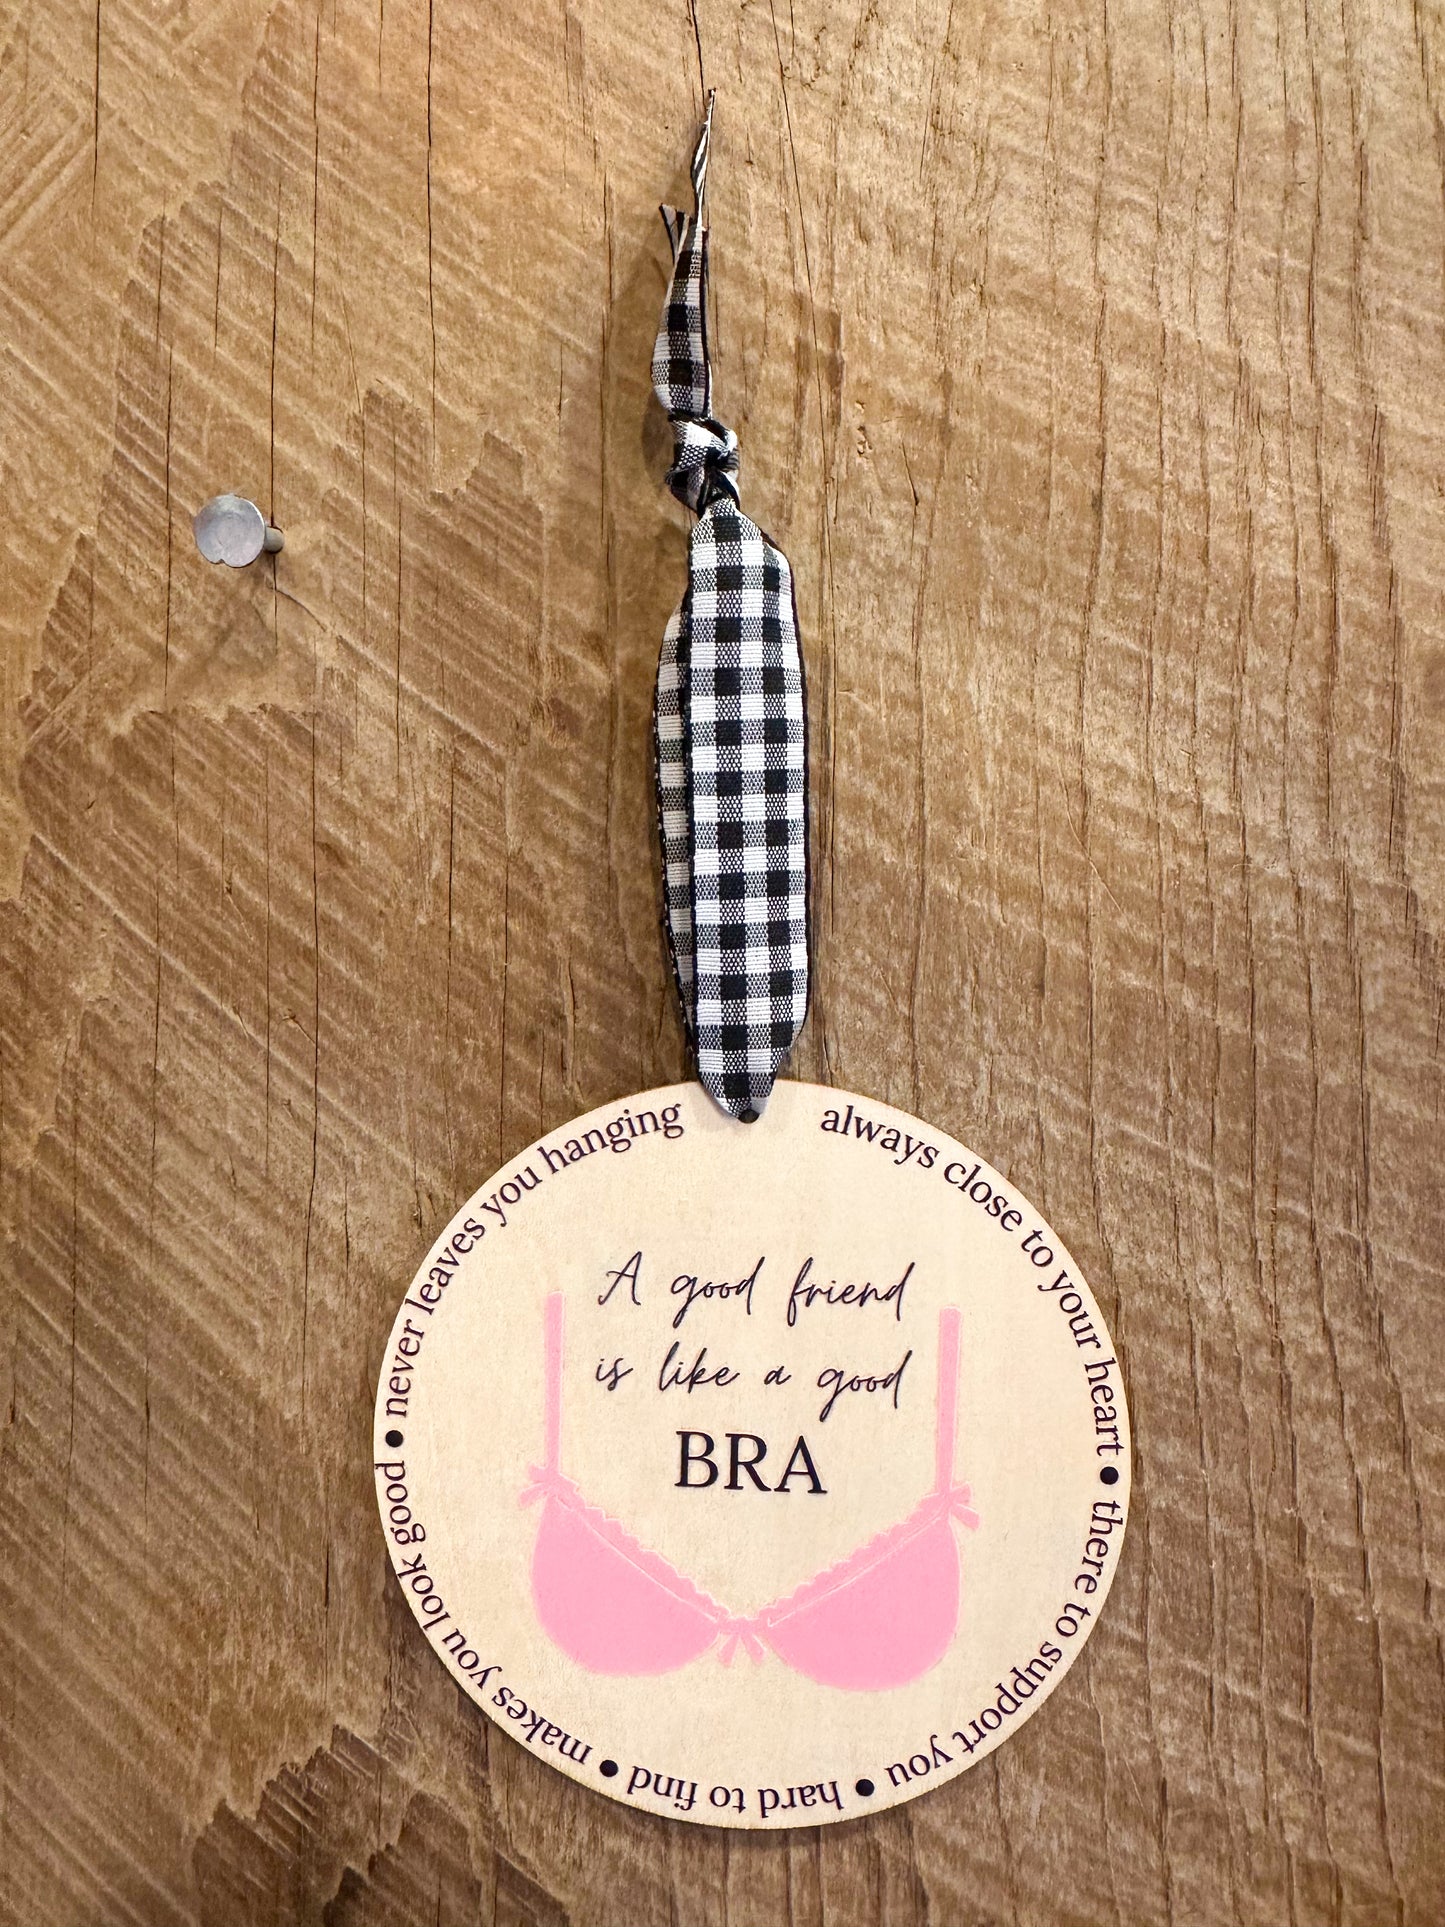 A good friend
is like a good
BRA
always close to your heart • there to support you • hard to find • makes you look good • never leaves you hanging